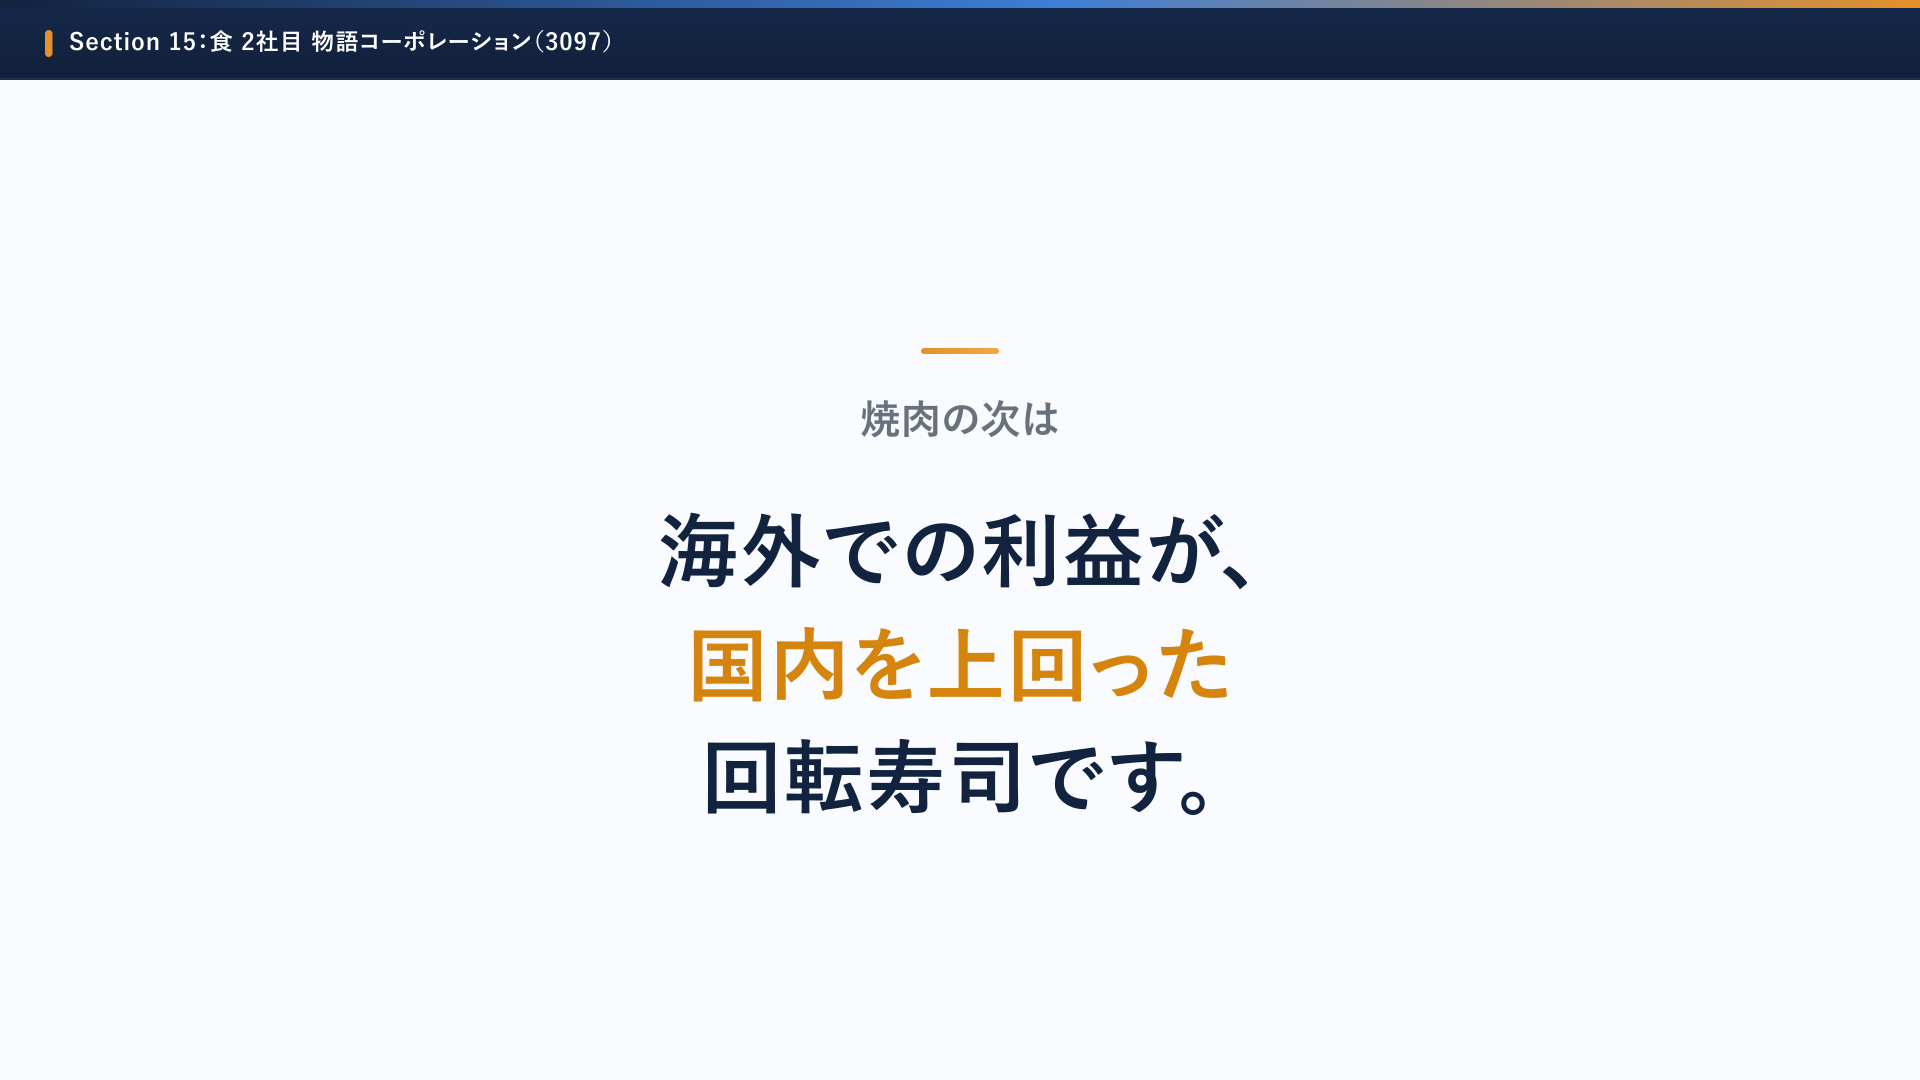 Section 15：食 2社目 物語コーポレーション（3097）
焼肉の次は
海外での利益が、
国内を上回った
回転寿司です。